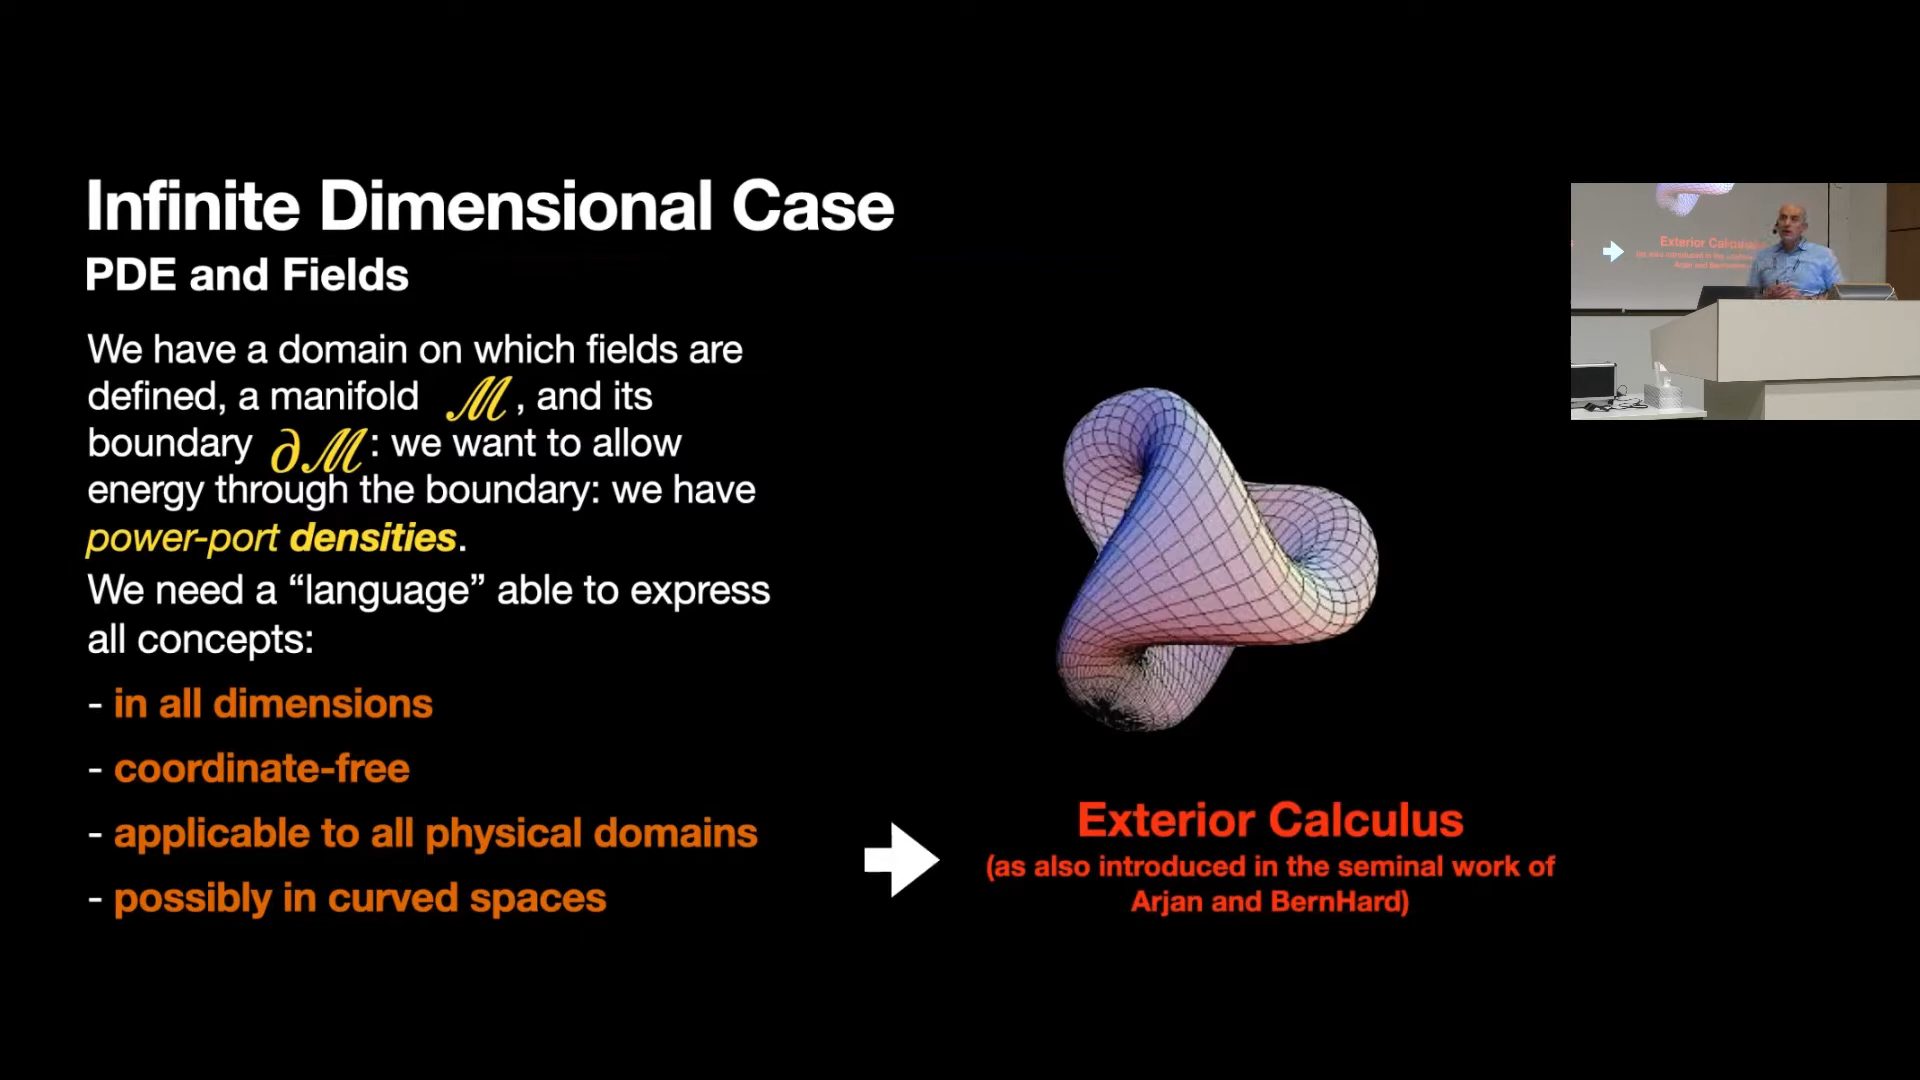 Infinite Dimensional Case
PDE and Fields
We have a domain on which fields are
defined, a manifold ℳ, and its
boundary ∂ℳ: we want to allow
energy through the boundary: we have
power-port densities.
We need a “language” able to express
all concepts:
- in all dimensions
- coordinate-free
- applicable to all physical domains
- possibly in curved spaces
Exterior Calculus
(as also introduced in the seminal work of
Arjan and BernHard)
Exterior